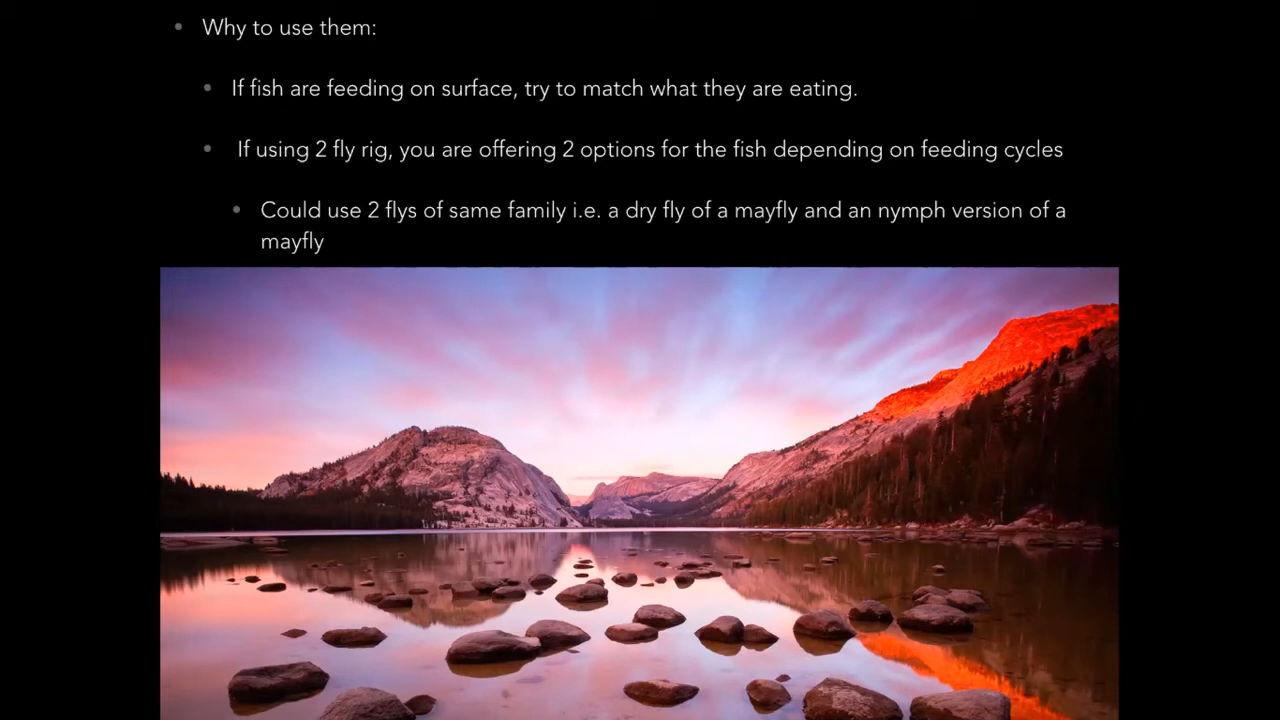 Why to use them:
If fish are feeding on surface, try to match what they are eating.
If using 2 fly rig, you are offering 2 options for the fish depending on feeding cycles
Could use 2 flys of same family i.e. a dry fly of a mayfly and an nymph version of a
mayfly